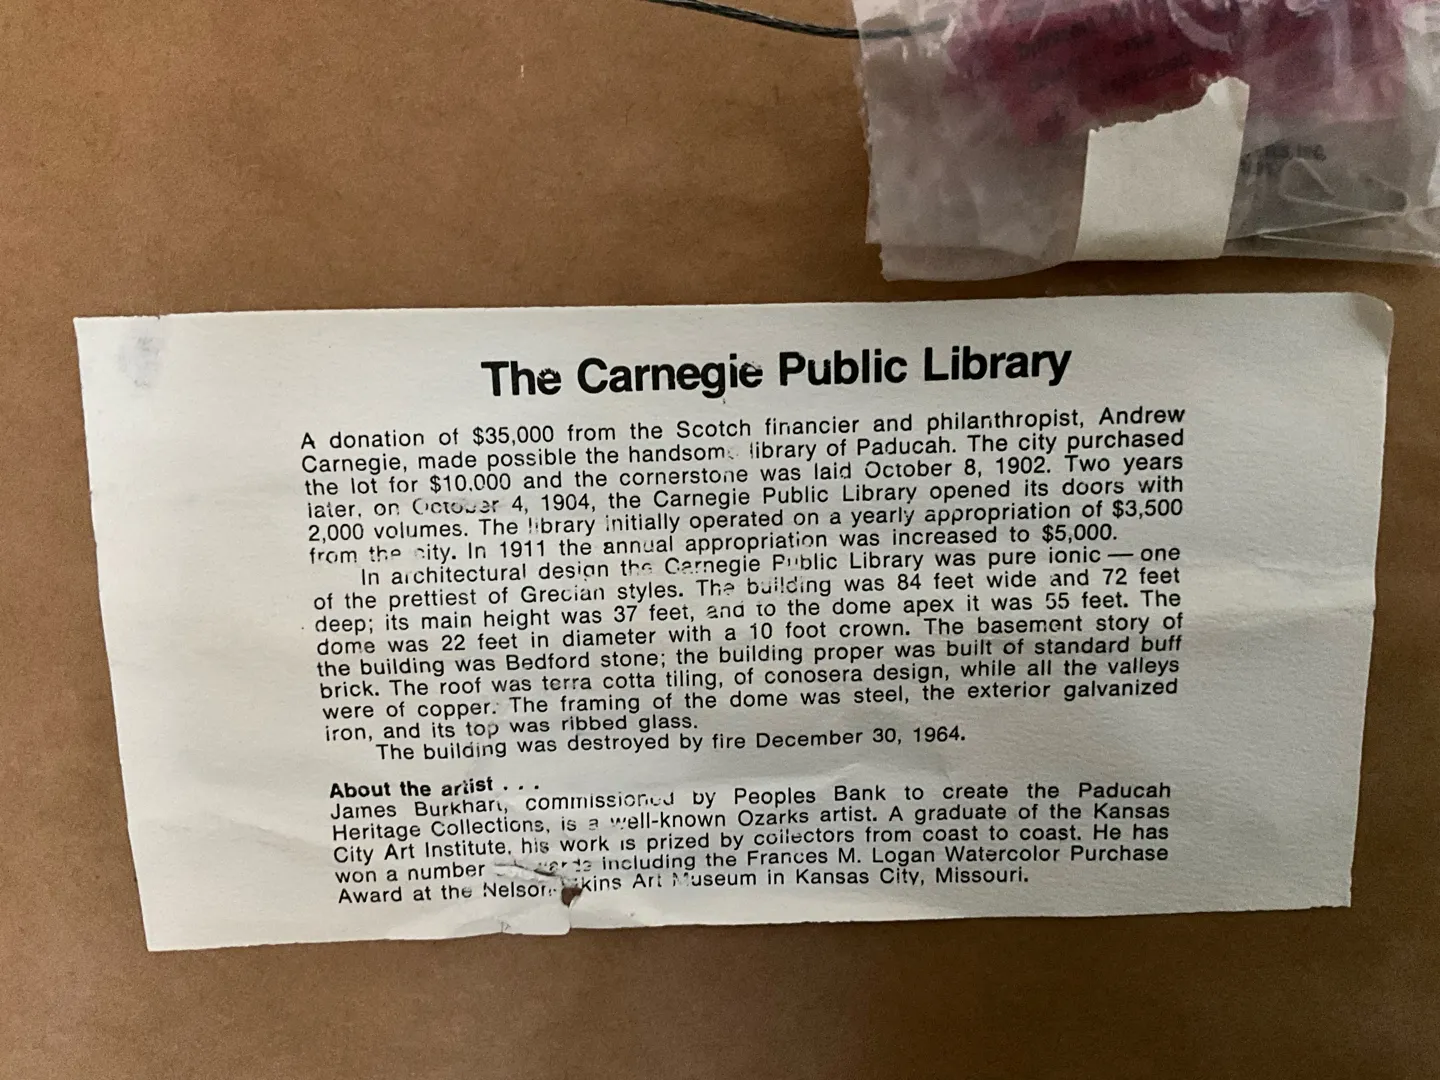 The Carnegie Public Library
A donation of $35,000 from the Scotch financier and philanthropist, Andrew
Carnegie, made possible the handsome library of Paducah. The city purchased
the lot for $10,000 and the cornerstone was laid October 8, 1902. Two years
later, on October 4, 1904, the Carnegie Public Library opened its doors with
2,000 volumes. The library initially operated on a yearly appropriation of $3,500
from the city. In 1911 the annual appropriation was increased to $5,000.
In architectural design the Carnegie Public Library was pure ionic — one
of the prettiest of Grecian styles. The building was 84 feet wide and 72 feet
deep; its main height was 37 feet, and to the dome apex it was 55 feet. The
dome was 22 feet in diameter with a 10 foot crown. The basement story of
the building was Bedford stone; the building proper was built of standard buff
brick. The roof was terra cotta tiling, of conosera design, while all the valleys
were of copper. The framing of the dome was steel, the exterior galvanized
iron, and its top was ribbed glass.
The building was destroyed by fire December 30, 1964.
About the artist . . .
James Burkhart, commissioned by Peoples Bank to create the Paducah
Heritage Collections, is a well-known Ozarks artist. A graduate of the Kansas
City Art Institute, his work is prized by collectors from coast to coast. He has
won a number including the Frances M. Logan Watercolor Purchase
Award at the Nelson kins Art Museum in Kansas City, Missouri.